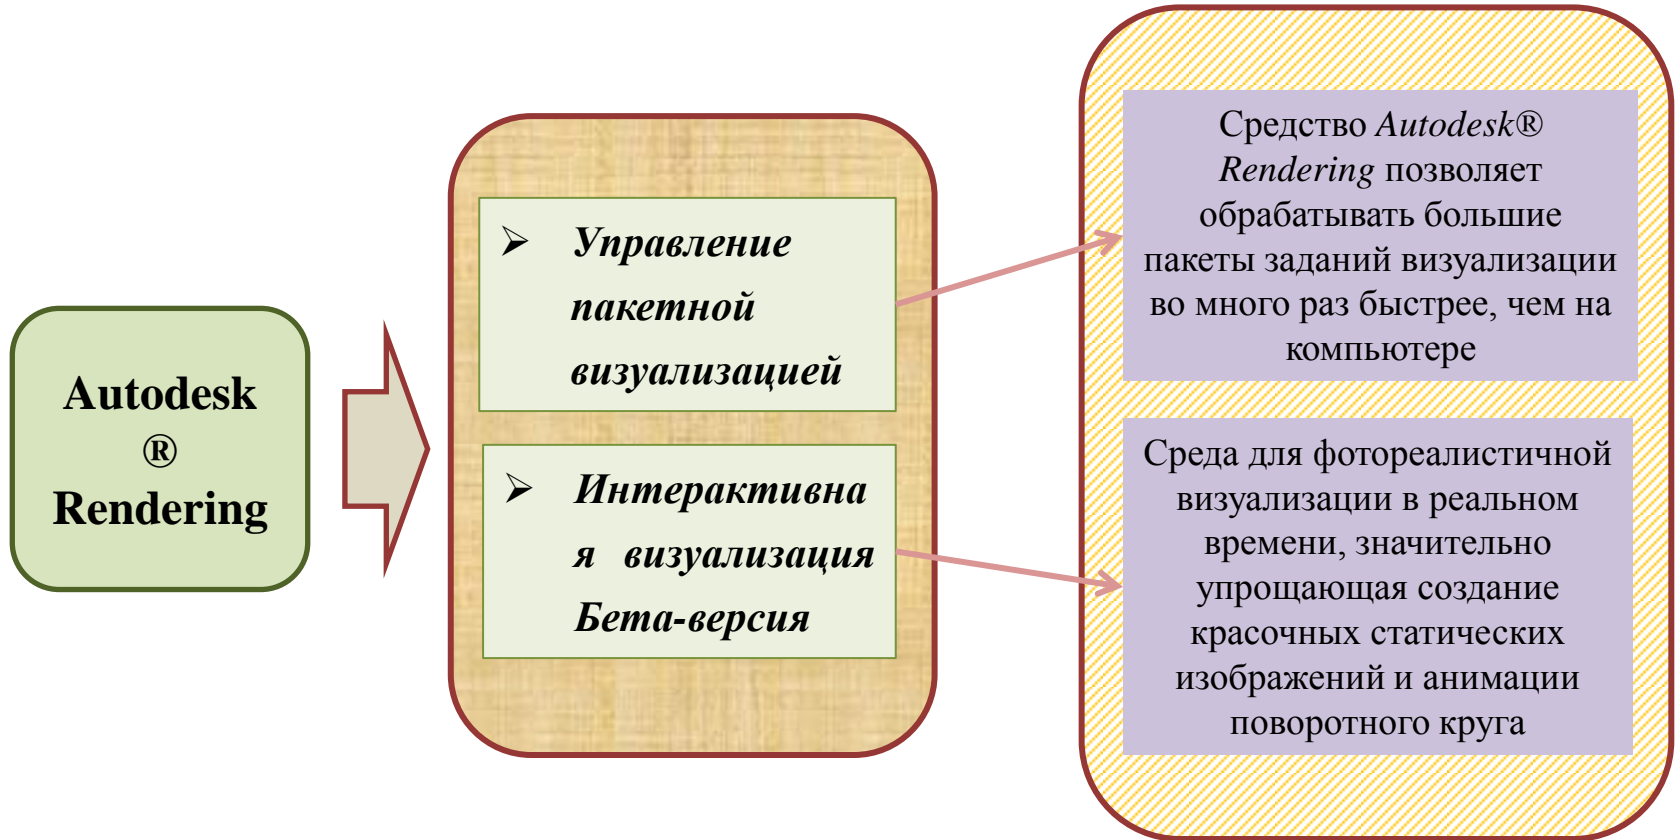 Autodesk
®
Rendering
➢ Управление
пакетной
визуализацией
➢ Интерактивна
я визуализация
Бета-версия
Средство Autodesk®
Rendering позволяет
обрабатывать большие
пакеты заданий визуализации
во много раз быстрее, чем на
компьютере
Среда для фотореалистичной
визуализации в реальном
времени, значительно
упрощающая создание
красочных статических
изображений и анимации
поворотного круга